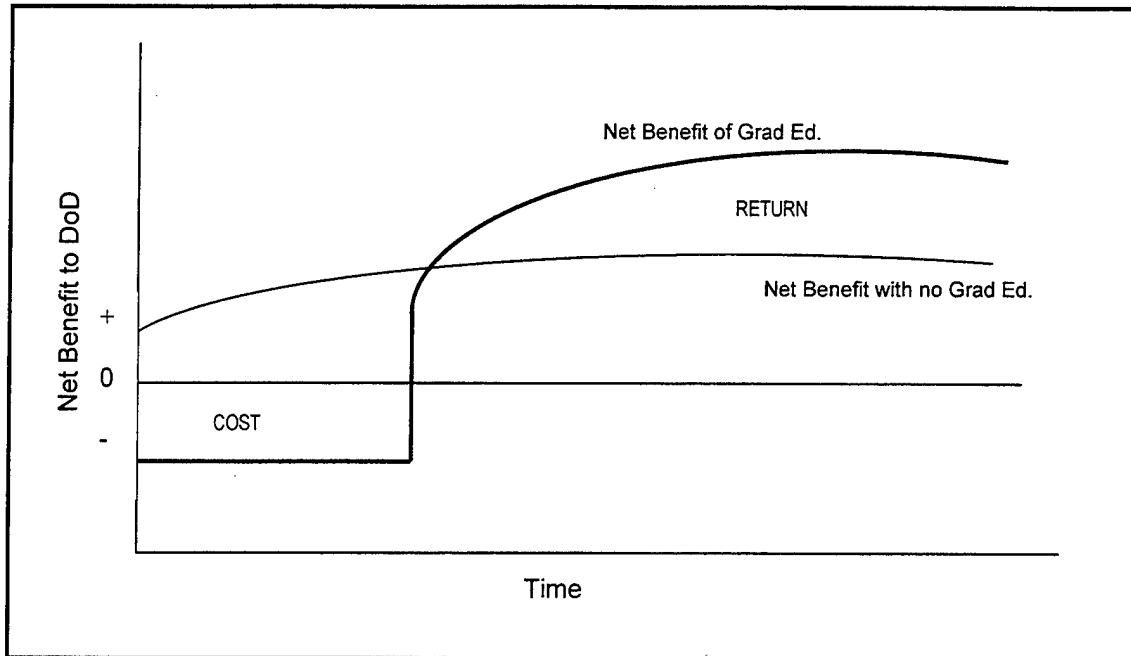 Net Benefit of Grad Ed.
RETURN
Net Benefit with no Grad Ed.
Net Benefit to DoD
+
0
-
COST
Time